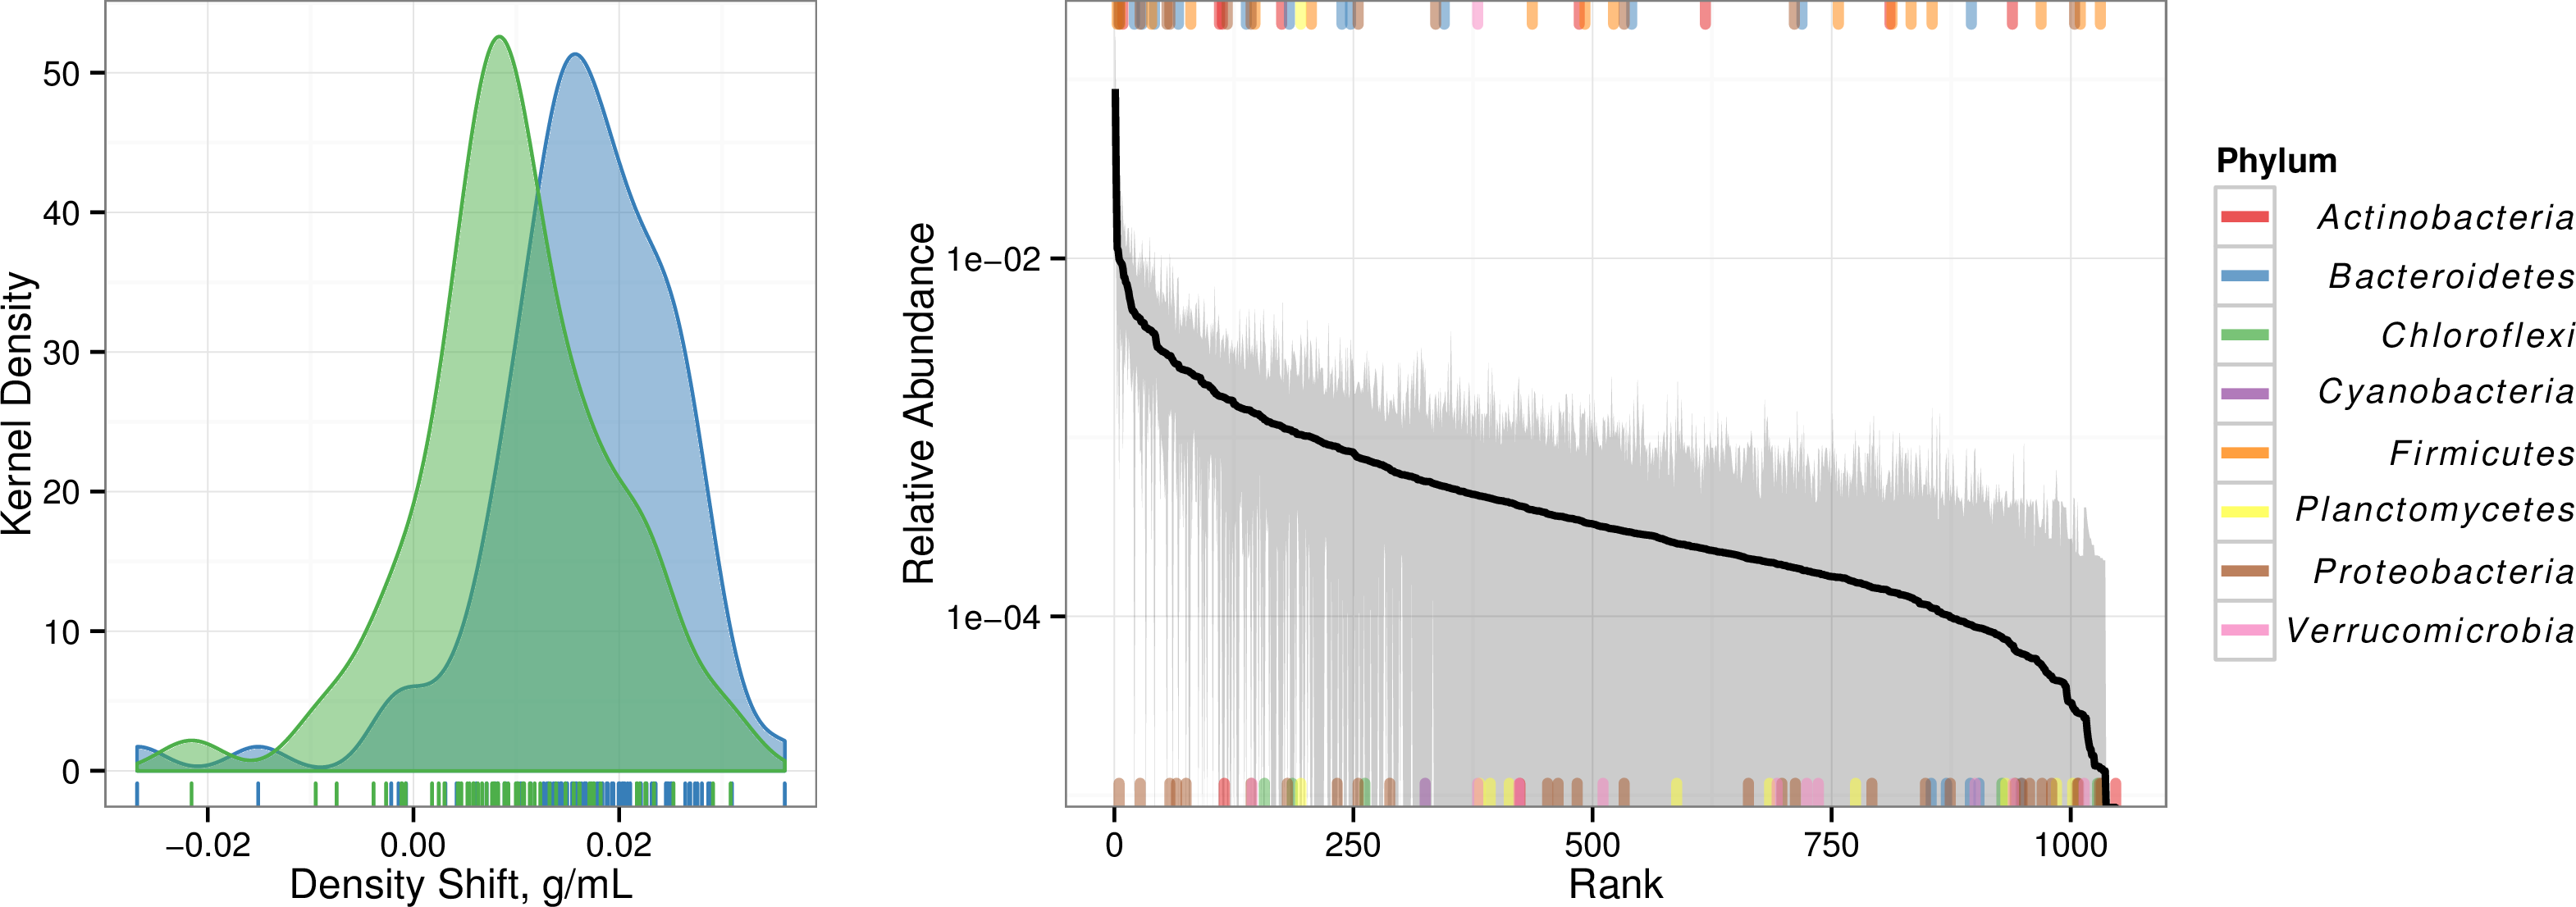 Kernel Density
50
40
30
20
10
0
−0.02
0.00
0.02
Density Shift, g/mL
Relative Abundance
1e−02
1e−04
0
250
500
750
1000
Rank
Phylum
Actinobacteria
Bacteroidetes
Chloroflexi
Cyanobacteria
Firmicutes
Planctomycetes
Proteobacteria
Verrucomicrobia